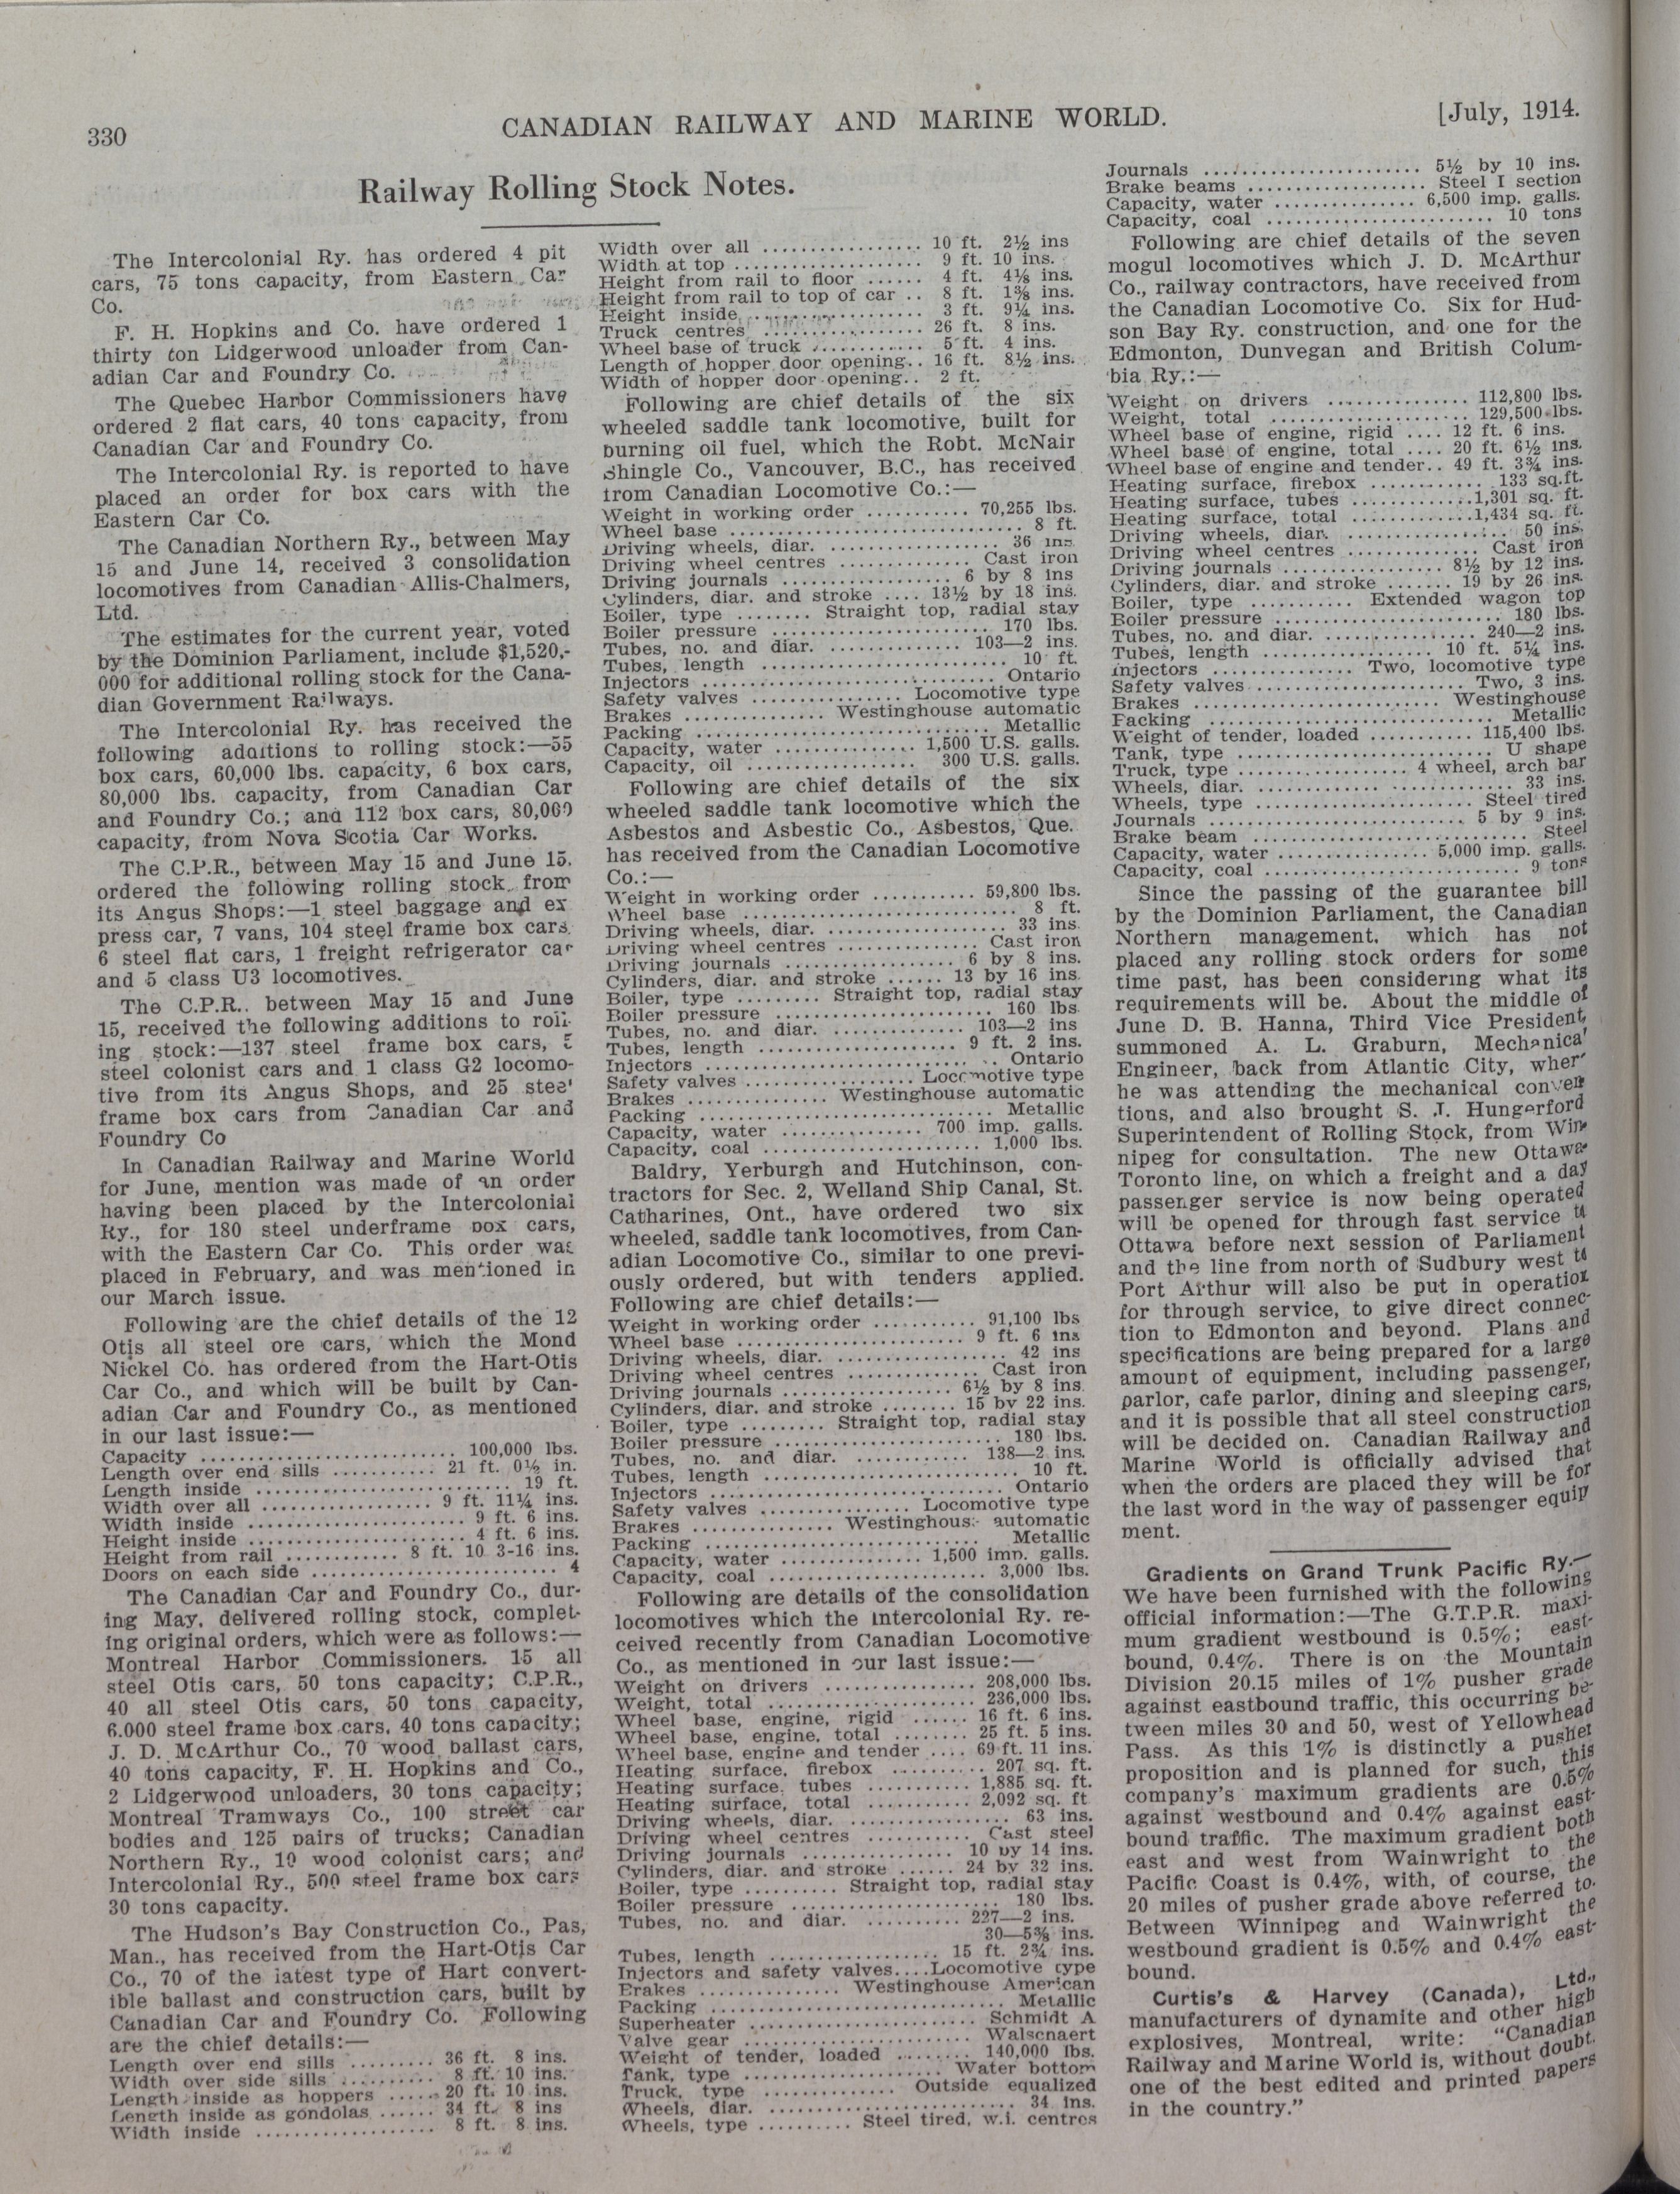 330
CANADIAN RAILWAY AND MARINE WORLD.
[July, 1914.
Railway Rolling Stock Notes.
The Intercolonial Ry. has ordered 4 pit
cars, 75 tons capacity, from Eastern Car
Co.
F. H. Hopkins and Co. have ordered 1
thirty ton Lidgerwood unloader from Can-
adian Car and Foundry Co.
The Quebec Harbor Commissioners have
ordered 2 flat cars, 40 tons capacity, from
Canadian Car and Foundry Co.
The Intercolonial Ry. is reported to have
placed an order for box cars with the
Eastern Car Co.
The Canadian Northern Ry., between May
15 and June 14, received 3 consolidation
locomotives from Canadian Allis-Chalmers,
Ltd.
The estimates for the current year, voted
by the Dominion Parliament, include $1,520,-
000 for additional rolling stock for the Cana-
dian Government Railways.
The Intercolonial Ry. has received the
following additions to rolling stock:—55
box cars, 60,000 lbs. capacity, 6 box cars,
80,000 lbs. capacity, from Canadian Car
and Foundry Co.; and 112 box cars, 80,000
capacity, from Nova Scotia Car Works.
The C.P.R., between May 15 and June 15,
ordered the following rolling stock from
its Angus Shops:—1 steel baggage and ex
press car, 7 vans, 104 steel frame box cars,
6 steel flat cars, 1 freight refrigerator car
and 5 class U3 locomotives.
The C.P.R.. between May 15 and June
15, received the following additions to roll-
ing stock:—137 steel frame box cars, 5
steel colonist cars and 1 class G2 locomo-
tive from its Angus Shops, and 25 steel
frame box cars from Canadian Car and
Foundry Co
In Canadian Railway and Marine World
for June, mention was made of an order
having been placed by the Intercolonial
Ry., for 180 steel underframe box cars,
with the Eastern Car Co. This order was
placed in February, and was mentioned in
our March issue.
Following are the chief details of the 12
Otis all steel ore cars, which the Mond
Nickel Co. has ordered from the Hart-Otis
Car Co., and which will be built by Can-
adian Car and Foundry Co., as mentioned
in our last issue:—
Capacity .......................... 100,000 lbs.
Length over end sills ........... 21 ft. 0½ in.
Length inside .......................... 19 ft.
Width over all ................. 9 ft. 11¼ ins.
Width inside ...................... 9 ft. 6 ins.
Height inside ...................... 4 ft. 6 ins.
Height from rail ............ 8 ft. 10 3-16 ins.
Doors on each side ......................... 4
The Canadian Car and Foundry Co., dur-
ing May, delivered rolling stock, complet-
ing original orders, which were as follows:—
Montreal Harbor Commissioners. 15 all
steel Otis cars, 50 tons capacity; C.P.R.,
40 all steel Otis cars, 50 tons capacity,
6.000 steel frame box cars, 40 tons capacity;
J. D. McArthur Co., 70 wood ballast cars,
40 tons capacity, F. H. Hopkins and Co.,
2 Lidgerwood unloaders, 30 tons capacity;
Montreal Tramways Co., 100 street car
bodies and 125 pairs of trucks; Canadian
Northern Ry., 10 wood colonist cars; and
Intercolonial Ry., 500 steel frame box cars
30 tons capacity.
The Hudson's Bay Construction Co., Pas,
Man., has received from the Hart-Otis Car
Co., 70 of the latest type of Hart convert-
ible ballast and construction cars, built by
Canadian Car and Foundry Co. Following
are the chief details:—
Length over end sills ......... 36 ft. 8 ins.
Width over side sills .......... 8 ft. 10 ins.
Length inside as hoppers ...... 20 ft. 10 ins.
Length inside as gondolas ...... 34 ft. 8 ins
Width inside ................... 8 ft. 8 ins.
Width over all ................. 10 ft. 2½ ins
Width at top .................... 9 ft. 10 ins.
Height from rail to floor ...... 4 ft. 4⅛ ins.
Height from rail to top of car .. 8 ft. 1⅜ ins.
Height inside .................. 3 ft. 9¼ ins.
Truck centres ................. 26 ft. 8 ins.
Wheel base of truck ............ 5 ft. 4 ins.
Length of hopper door opening.. 16 ft. 8½ ins.
Width of hopper door opening.. 2 ft.
Following are chief details of the six
wheeled saddle tank locomotive, built for
burning oil fuel, which the Robt. McNair
Shingle Co., Vancouver, B.C., has received
from Canadian Locomotive Co.:—
Weight in working order ........... 70,255 lbs.
Wheel base ............................... 8 ft.
Driving wheels, diar. .................. 36 ins.
Driving wheel centres .............. Cast iron
Driving journals .................. 6 by 8 ins
Cylinders, diar. and stroke .... 13½ by 18 ins.
Boiler, type ........ Straight top, radial stay
Boiler pressure ....................... 170 lbs.
Tubes, no. and diar. ............... 103—2 ins.
Tubes, length .......................... 10 ft.
Injectors ............................. Ontario
Safety valves ................ Locomotive type
Brakes ............... Westinghouse automatic
Packing .............................. Metallic
Capacity, water ............... 1,500 U.S. galls.
Capacity, oil .................. 300 U.S. galls.
Following are chief details of the six
wheeled saddle tank locomotive which the
Asbestos and Asbestic Co., Asbestos, Que.
has received from the Canadian Locomotive
Co.:—
Weight in working order ........... 59,800 lbs.
Wheel base ............................. 8 ft.
Driving wheels, diar. ................... 33 ins.
Driving wheel centres ............... Cast iron
Driving journals .................. 6 by 8 ins.
Cylinders, diar. and stroke ...... 13 by 16 ins.
Boiler, type ......... Straight top, radial stay
Boiler pressure ....................... 160 lbs.
Tubes, no. and diar. .............. 103—2 ins
Tubes, length ..................... 9 ft. 2 ins.
Injectors ............................. Ontario
Safety valves .................. Locomotive type
Brakes ............... Westinghouse automatic
Packing .............................. Metallic
Capacity, water ............... 700 imp. galls.
Capacity, coal ....................... 1,000 lbs.
Baldry, Yerburgh and Hutchinson, con-
tractors for Sec. 2, Welland Ship Canal, St.
Catharines, Ont., have ordered two six
wheeled, saddle tank locomotives, from Can-
adian Locomotive Co., similar to one previ-
ously ordered, but with tenders applied.
Following are chief details:—
Weight in working order ........... 91,100 lbs
Wheel base ........................ 9 ft. 6 ins
Driving wheels, diar. ................... 42 ins
Driving wheel centres .............. Cast iron
Driving journals .................. 6½ by 8 ins.
Cylinders, diar. and stroke ........ 15 by 22 ins.
Boiler, type ......... Straight top, radial stay
Boiler pressure ........................ 180 lbs.
Tubes, no. and diar. ............ 138—2 ins.
Tubes, length ........................... 10 ft.
Injectors ............................... Ontario
Safety valves ................ Locomotive type
Brakes ............... Westinghouse automatic
Packing .............................. Metallic
Capacity, water ............... 1,500 imp. galls.
Capacity, coal ....................... 3,000 lbs.
Following are details of the consolidation
locomotives which the Intercolonial Ry. re-
ceived recently from Canadian Locomotive
Co., as mentioned in our last issue:—
Weight on drivers ................ 208,000 lbs.
Weight, total ...................... 236,000 lbs.
Wheel base, engine, rigid ...... 16 ft. 6 ins.
Wheel base, engine, total ....... 25 ft. 5 ins.
Wheel base, engine and tender .... 69 ft. 11 ins.
Heating surface, firebox .......... 207 sq. ft.
Heating surface, tubes ........... 1,885 sq. ft.
Heating surface, total ........... 2,092 sq. ft
Driving wheels, diar. .................. 63 ins.
Driving wheel centres ........... Cast steel
Driving journals ................ 10 by 14 ins.
Cylinders, diar. and stroke ...... 24 by 32 ins.
Boiler, type .......... Straight top, radial stay
Boiler pressure ...................... 180 lbs.
Tubes, no. and diar. .......... 227—2 ins.
30—5⅜ ins.
Tubes, length .................. 15 ft. 2¾ ins.
Injectors and safety valves....Locomotive type
Brakes ............... Westinghouse American
Packing ............................... Metallic
Superheater ........................ Schmidt A
Valve gear ......................... Walschaert
Weight of tender, loaded ........ 140,000 lbs.
Tank, type ....................... Water bottom
Truck, type .............. Outside equalized
Wheels, diar. .......................... 34 ins.
Wheels, type .......... Steel tired, w.i. centres
Journals ....................... 5½ by 10 ins.
Brake beams ................... Steel I section
Capacity, water ............... 6,500 imp. galls.
Capacity, coal ........................ 10 tons
Following are chief details of the seven
mogul locomotives which J. D. McArthur
Co., railway contractors, have received from
the Canadian Locomotive Co. Six for Hud-
son Bay Ry. construction, and one for the
Edmonton, Dunvegan and British Colum-
bia Ry.:—
Weight on drivers ............... 112,800 lbs.
Weight, total ..................... 129,500 lbs.
Wheel base of engine, rigid .... 12 ft. 6 ins.
Wheel base of engine, total .... 20 ft. 6½ ins.
Wheel base of engine and tender.. 49 ft. 3¾ ins.
Heating surface, firebox ............ 133 sq.ft.
Heating surface, tubes .............1,301 sq. ft.
Heating surface, total .............1,434 sq. ft.
Driving wheels, diar. .................. 50 ins.
Driving wheel centres .............. Cast iron
Driving journals ................. 8½ by 12 ins.
Cylinders, diar. and stroke ....... 19 by 26 ins.
Boiler, type ........... Extended wagon top
Boiler pressure ........................ 180 lbs.
Tubes, no. and diar. ................ 240—2 ins.
Tubes, length .................. 10 ft. 5¼ ins.
Injectors ............... Two, locomotive type
Safety valves ...................... Two, 3 ins.
Brakes .......................... Westinghouse
Packing .............................. Metallic
Weight of tender, loaded ........... 115,400 lbs.
Tank, type ........................... U shape
Truck, type .................. 4 wheel, arch bar
Wheels, diar. .......................... 33 ins.
Wheels, type ....................... Steel tired
Journals ........................... 5 by 9 ins.
Brake beam ............................ Steel
Capacity, water ................ 5,000 imp. galls.
Capacity, coal ........................... 9 tons
Since the passing of the guarantee bill
by the Dominion Parliament, the Canadian
Northern management, which has not
placed any rolling stock orders for some
time past, has been considering what its
requirements will be. About the middle of
June D. B. Hanna, Third Vice President,
summoned A. L. Graburn, Mechanical
Engineer, back from Atlantic City, where
he was attending the mechanical conven
tions, and also brought S. J. Hungerford
Superintendent of Rolling Stock, from Win-
nipeg for consultation. The new Ottawa-
Toronto line, on which a freight and a day
passenger service is now being operated
will be opened for through fast service to
Ottawa before next session of Parliament
and the line from north of Sudbury west to
Port Arthur will also be put in operation
for through service, to give direct connec-
tion to Edmonton and beyond. Plans and
specifications are being prepared for a large
amount of equipment, including passenger,
parlor, cafe parlor, dining and sleeping cars,
and it is possible that all steel construction
will be decided on. Canadian Railway and
Marine World is officially advised that
when the orders are placed they will be for
the last word in the way of passenger equip
ment.
Gradients on Grand Trunk Pacific Ry.—
We have been furnished with the following
official information:—The G.T.P.R. maxi-
mum gradient westbound is 0.5%; east-
bound, 0.4%. There is on the Mountain
Division 20.15 miles of 1% pusher grade
against eastbound traffic, this occurring be-
tween miles 30 and 50, west of Yellowhead
Pass. As this 1% is distinctly a pusher
proposition and is planned for such, this
company's maximum gradients are 0.5%
against westbound and 0.4% against east-
bound traffic. The maximum gradient both
east and west from Wainwright to the
Pacific Coast is 0.4%, with, of course, the
20 miles of pusher grade above referred to.
Between Winnipeg and Wainwright the
westbound gradient is 0.5% and 0.4% east-
bound.
Curtis's & Harvey (Canada), Ltd.,
manufacturers of dynamite and other high
explosives, Montreal, write: "Canadian
Railway and Marine World is, without doubt,
one of the best edited and printed papers
in the country."